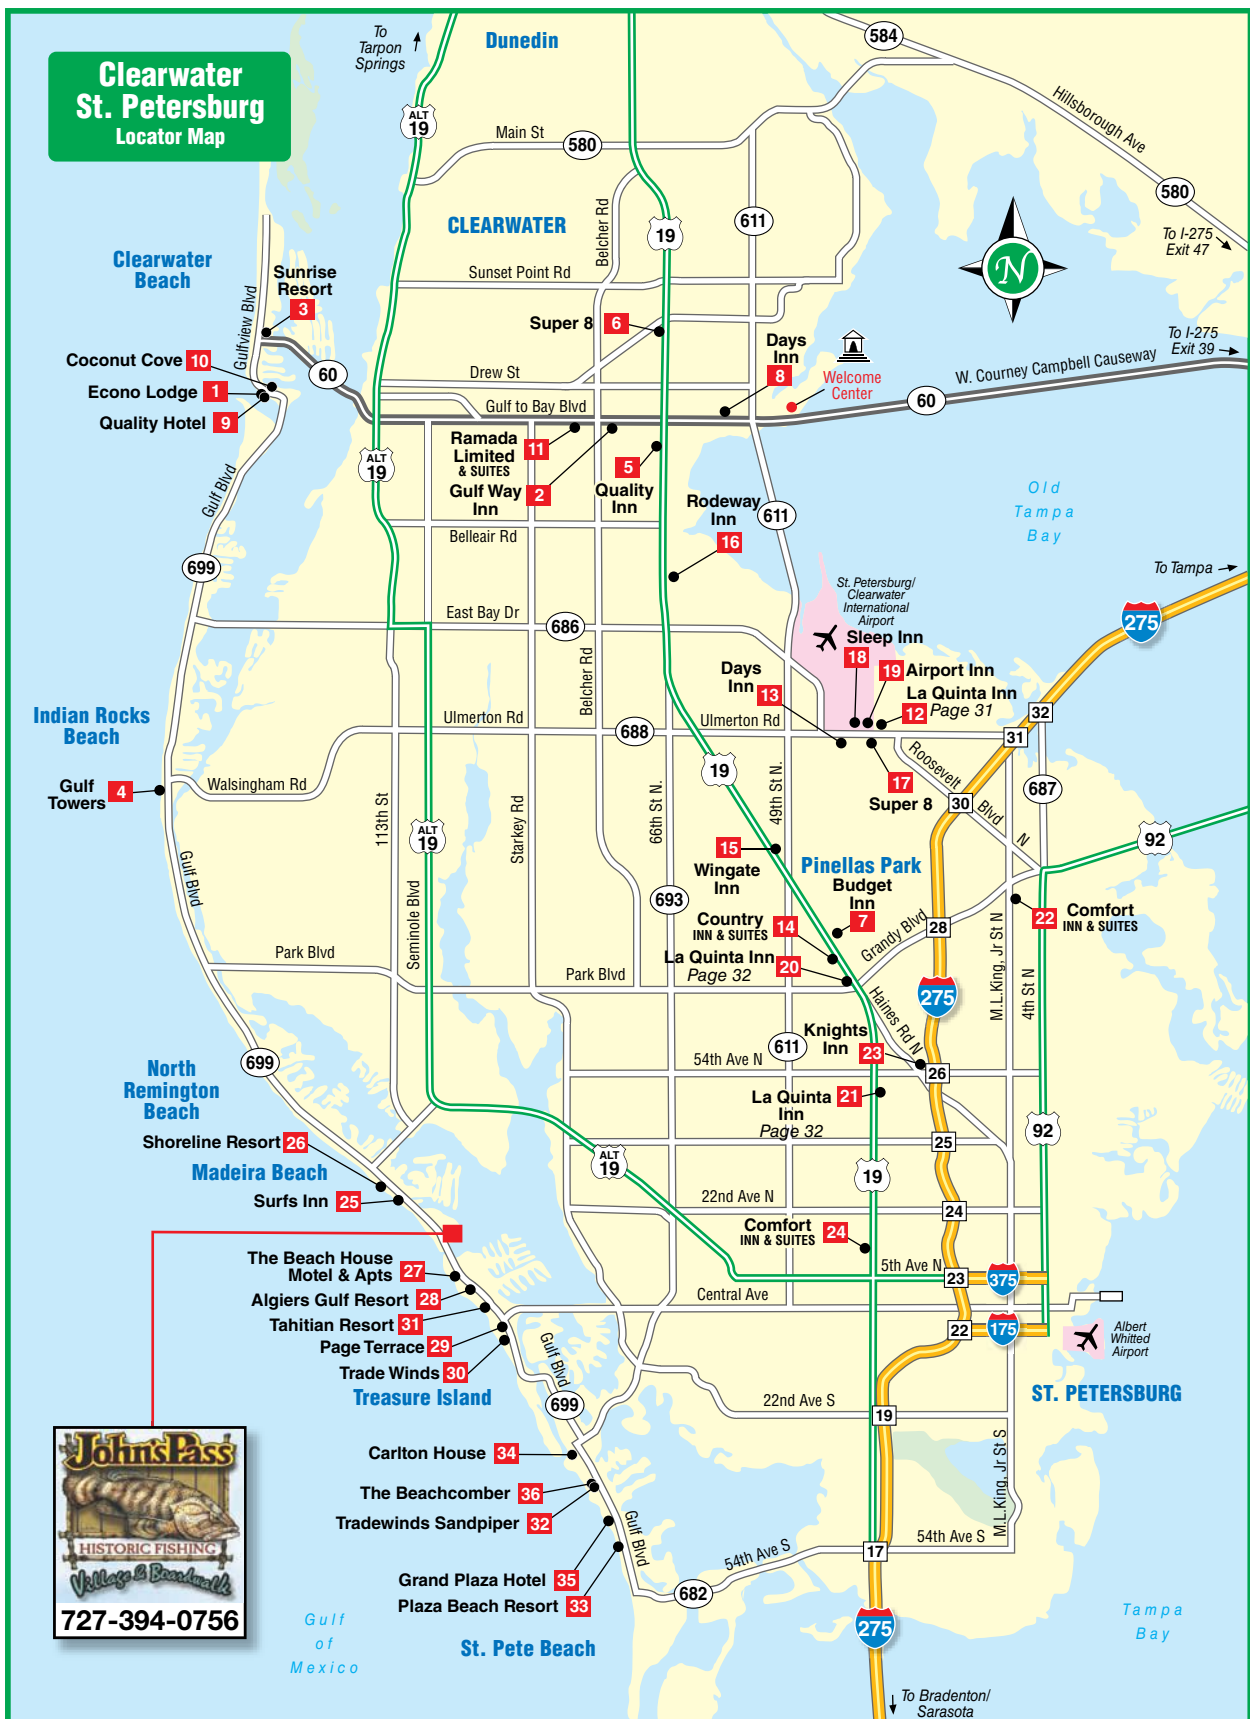 Clearwater
St. Petersburg
Locator Map
To
Tarpon
Springs
Dunedin
584
Hillsborough Ave
ALT
19
Main St
580
580
To I-275
Exit 47
CLEARWATER
Belcher Rd
19
611
N
Clearwater
Beach
Sunrise
Resort
3
Gulfview Blvd
Sunset Point Rd
Super 8 6
Days
Inn
8
Welcome
Center
To I-275
Exit 39
W. Courney Campbell Causeway
60
60
Coconut Cove 10
Econo Lodge 1
Quality Hotel 9
Drew St
Gulf to Bay Blvd
Ramada
Limited
& SUITES
11
Gulf Way
Inn
2
5
Quality
Inn
ALT
19
Gulf Blvd
Rodeway
Inn
16
611
Old
Tampa
Bay
Belleair Rd
699
To Tampa
St. Petersburg/
Clearwater
International
Airport
275
East Bay Dr
686
Sleep Inn
18
19 Airport Inn
La Quinta Inn
12 Page 31
Days
Inn
13
Belcher Rd
Indian Rocks
Beach
Ulmerton Rd
688
Ulmerton Rd
32
31
Roosevelt
Blvd
N
17
Super 8
30
687
19
Gulf
Towers
4
Walsingham Rd
113th St
ALT
19
Starkey Rd
66th St N.
49th St N.
92
15
Wingate
Inn
Pinellas Park
Budget
Inn
7
Gulf Blvd
Seminole Blvd
693
Country
INN & SUITES
14
Grandy Blvd
28
22
Comfort
INN & SUITES
La Quinta Inn
Page 32
20
Park Blvd
Park Blvd
275
M.L.King, Jr St N
4th St N
Haines Rd N
Knights
Inn
23
611
699
54th Ave N
26
North
Remington
Beach
La Quinta
Inn
Page 32
21
92
Shoreline Resort 26
25
Madeira Beach
ALT
19
19
Surfs Inn 25
22nd Ave N
24
Comfort
INN & SUITES
24
5th Ave N
23
375
The Beach House
Motel & Apts
27
Algiers Gulf Resort 28
Central Ave
Tahitian Resort 31
22
175
Albert
Whitted
Airport
Page Terrace 29
Trade Winds 30
Gulf Blvd
Treasure Island
699
22nd Ave S
19
ST. PETERSBURG
John's Pass
HISTORIC FISHING
Village & Boardwalk
727-394-0756
Carlton House 34
The Beachcomber 36
Tradewinds Sandpiper 32
Gulf Blvd
M.L.King, Jr St S
54th Ave S
54th Ave S
17
Grand Plaza Hotel 35
Plaza Beach Resort 33
682
Gulf
of
Mexico
St. Pete Beach
275
Tampa
Bay
To Bradenton/
Sarasota